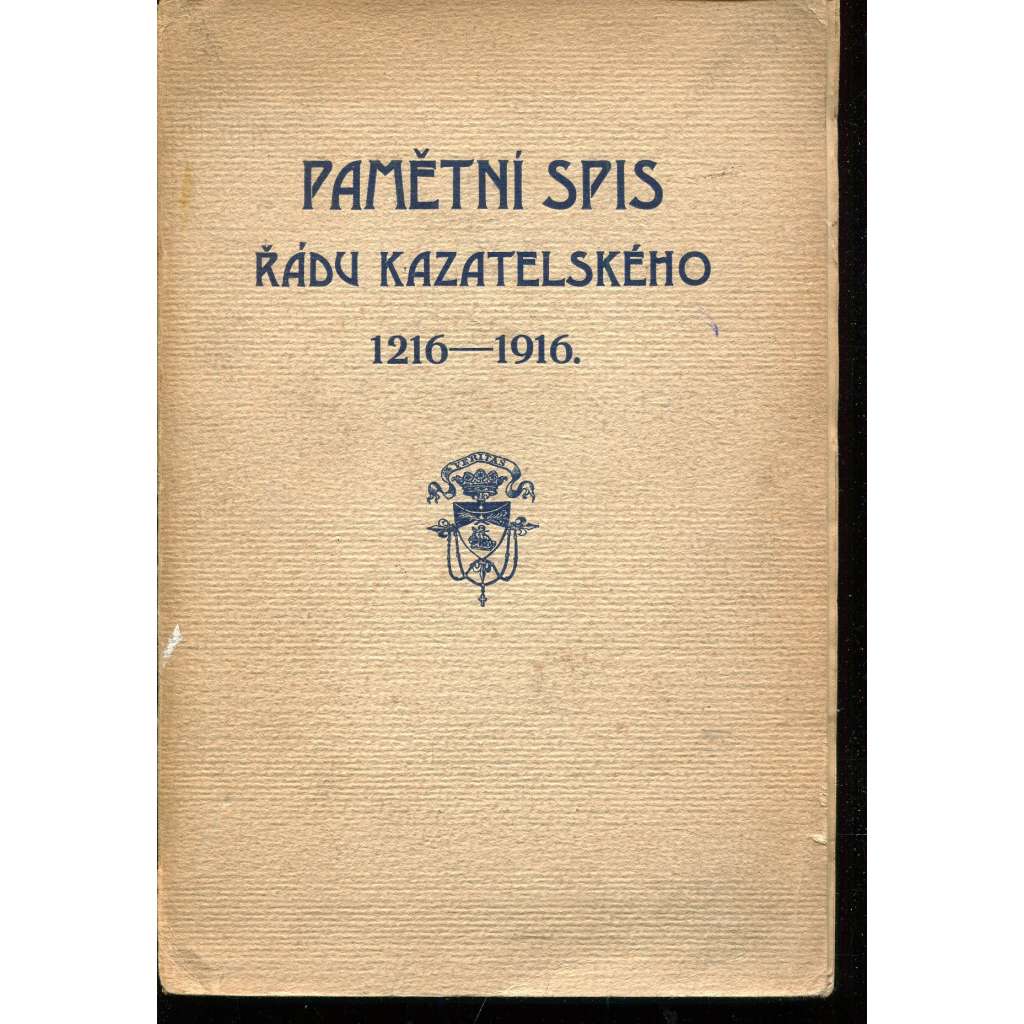 PAMĚTNÍ SPIS
ŘÁDU KAZATELSKÉHO
1216—1916.
VERITAS